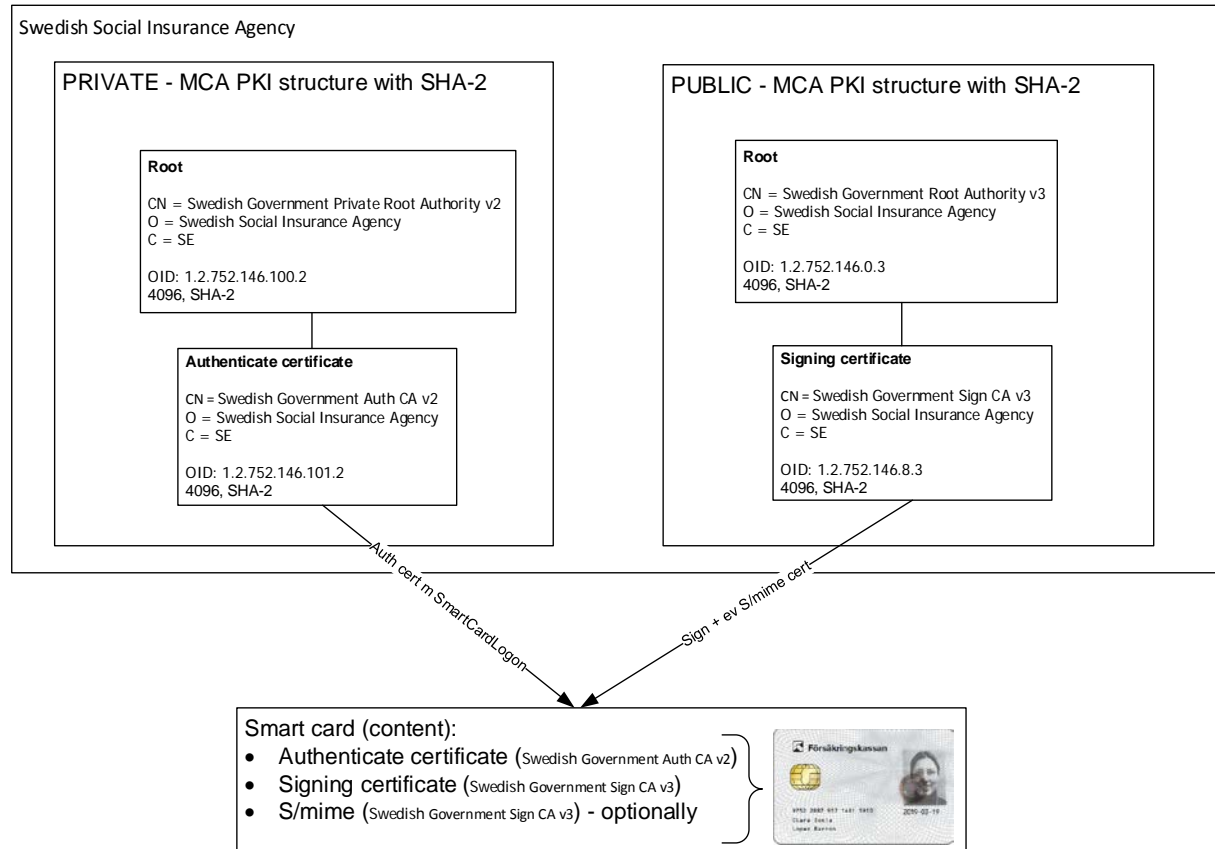 Swedish Social Insurance Agency
PRIVATE - MCA PKI structure with SHA-2
Root
CN = Swedish Government Private Root Authority v2
O = Swedish Social Insurance Agency
C = SE
OID: 1.2.752.146.100.2
4096, SHA-2
Authenticate certificate
CN = Swedish Government Auth CA v2
O = Swedish Social Insurance Agency
C = SE
OID: 1.2.752.146.101.2
4096, SHA-2
PUBLIC - MCA PKI structure with SHA-2
Root
CN = Swedish Government Root Authority v3
O = Swedish Social Insurance Agency
C = SE
OID: 1.2.752.146.0.3
4096, SHA-2
Signing certificate
CN = Swedish Government Sign CA v3
O = Swedish Social Insurance Agency
C = SE
OID: 1.2.752.146.8.3
4096, SHA-2
Auth cert m SmartCardLogon
Sign + ev S/mime cert
Smart card (content):
• Authenticate certificate (Swedish Government Auth CA v2)
• Signing certificate (Swedish Government Sign CA v3)
• S/mime (Swedish Government Sign CA v3) - optionally
Försäkringskassan